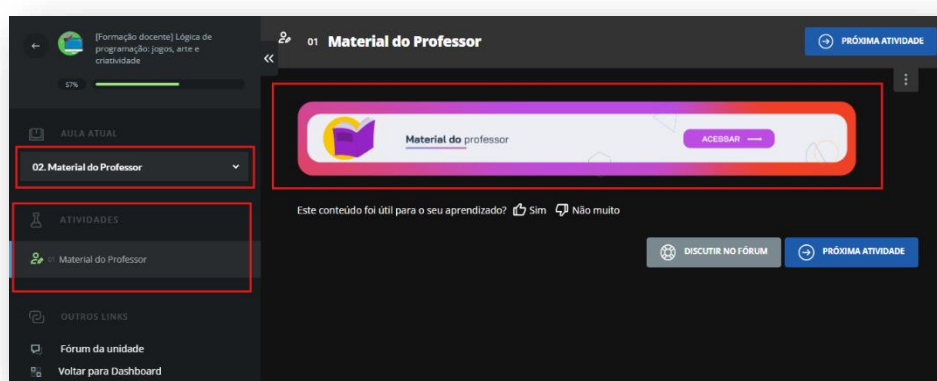 [Formação docente] Lógica de
programação: jogos, arte e
criatividade
57%
AULA ATUAL
02. Material do Professor
ATIVIDADES
01 Material do Professor
OUTROS LINKS
Fórum da unidade
Voltar para Dashboard
01 Material do Professor
PRÓXIMA ATIVIDADE
Material do professor
ACESSAR
Este conteúdo foi útil para o seu aprendizado? Sim Não muito
DISCUTIR NO FÓRUM
PRÓXIMA ATIVIDADE